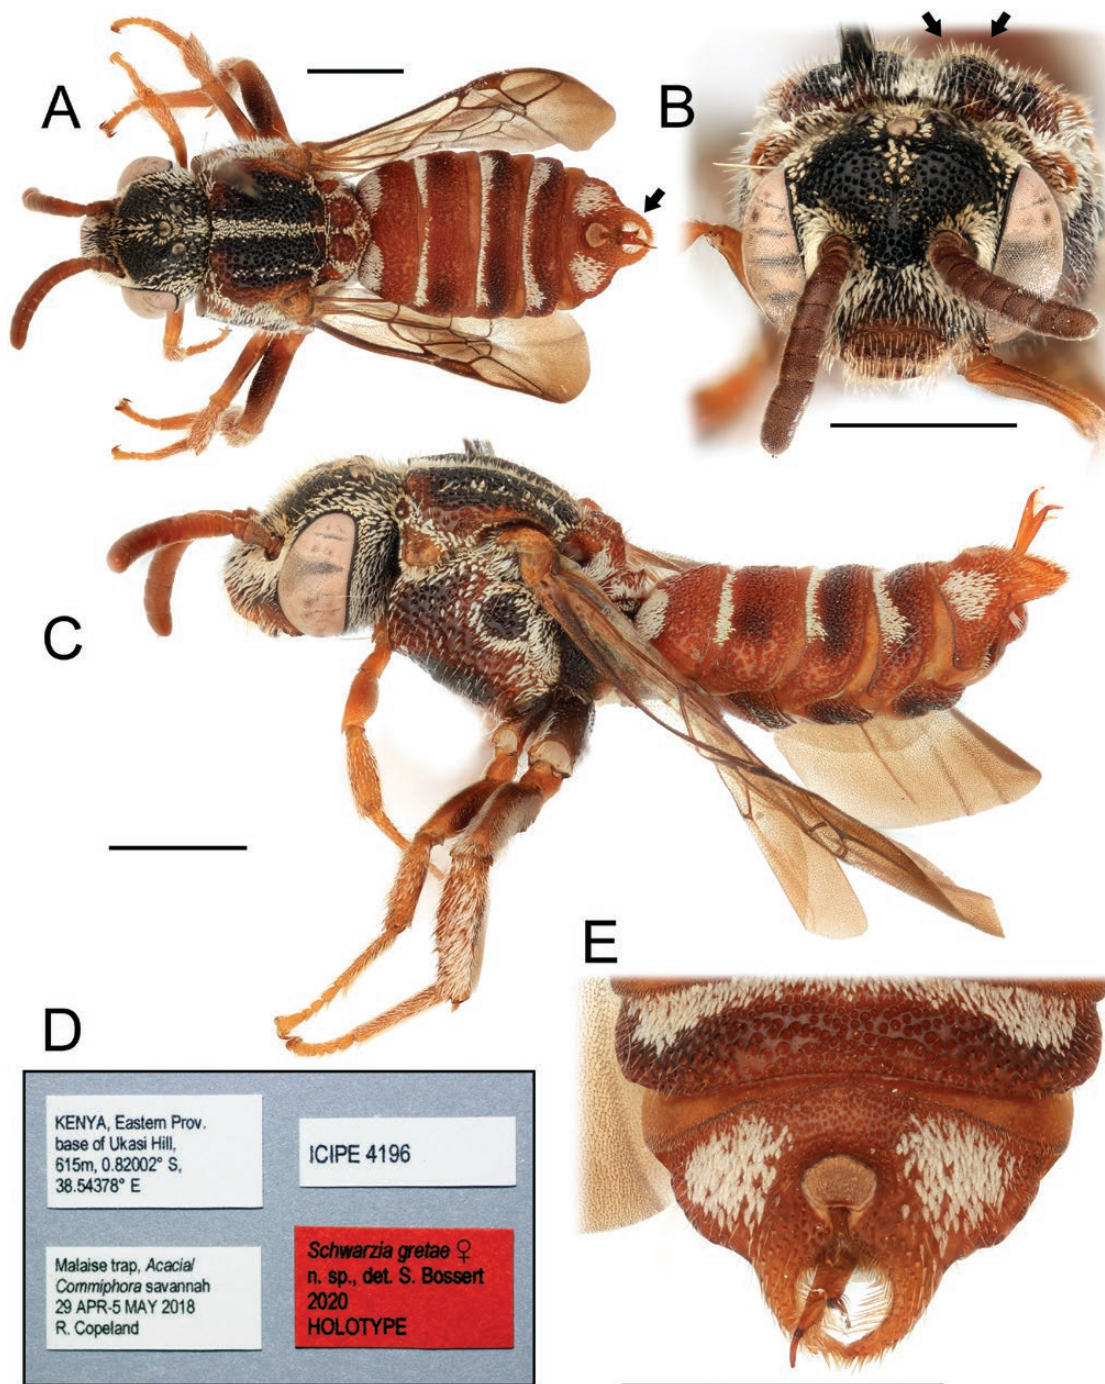 A
B
C
E
D
KENYA, Eastern Prov.
base of Ukasi Hill,
615m, 0.82002° S,
38.54378° E
ICIPE 4196
Malaise trap, Acacia/
Commiphora savannah
29 APR-5 MAY 2018
R. Copeland
Schwarzia gretae ♀
n. sp., det. S. Bossert
2020
HOLOTYPE